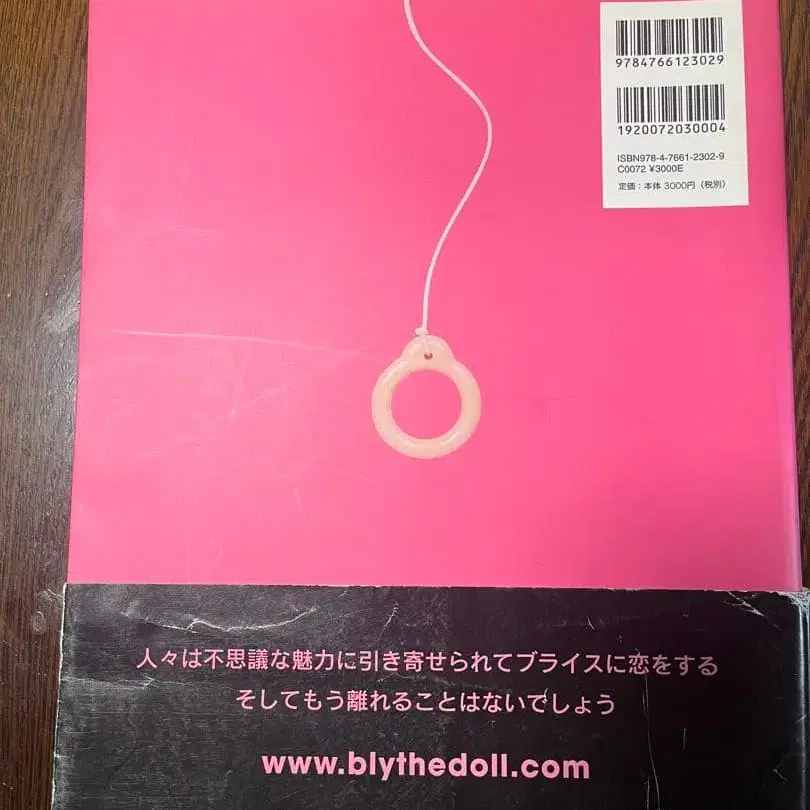 9784766123029
1920072030004
ISBN978-4-7661-2302-9
C0072 ¥3000E
定価：本体 3000円（税別）
人々は不思議な魅力に引き寄せられてブライスに恋をする
そしてもう離れることはないでしょう
www.blythedoll.com